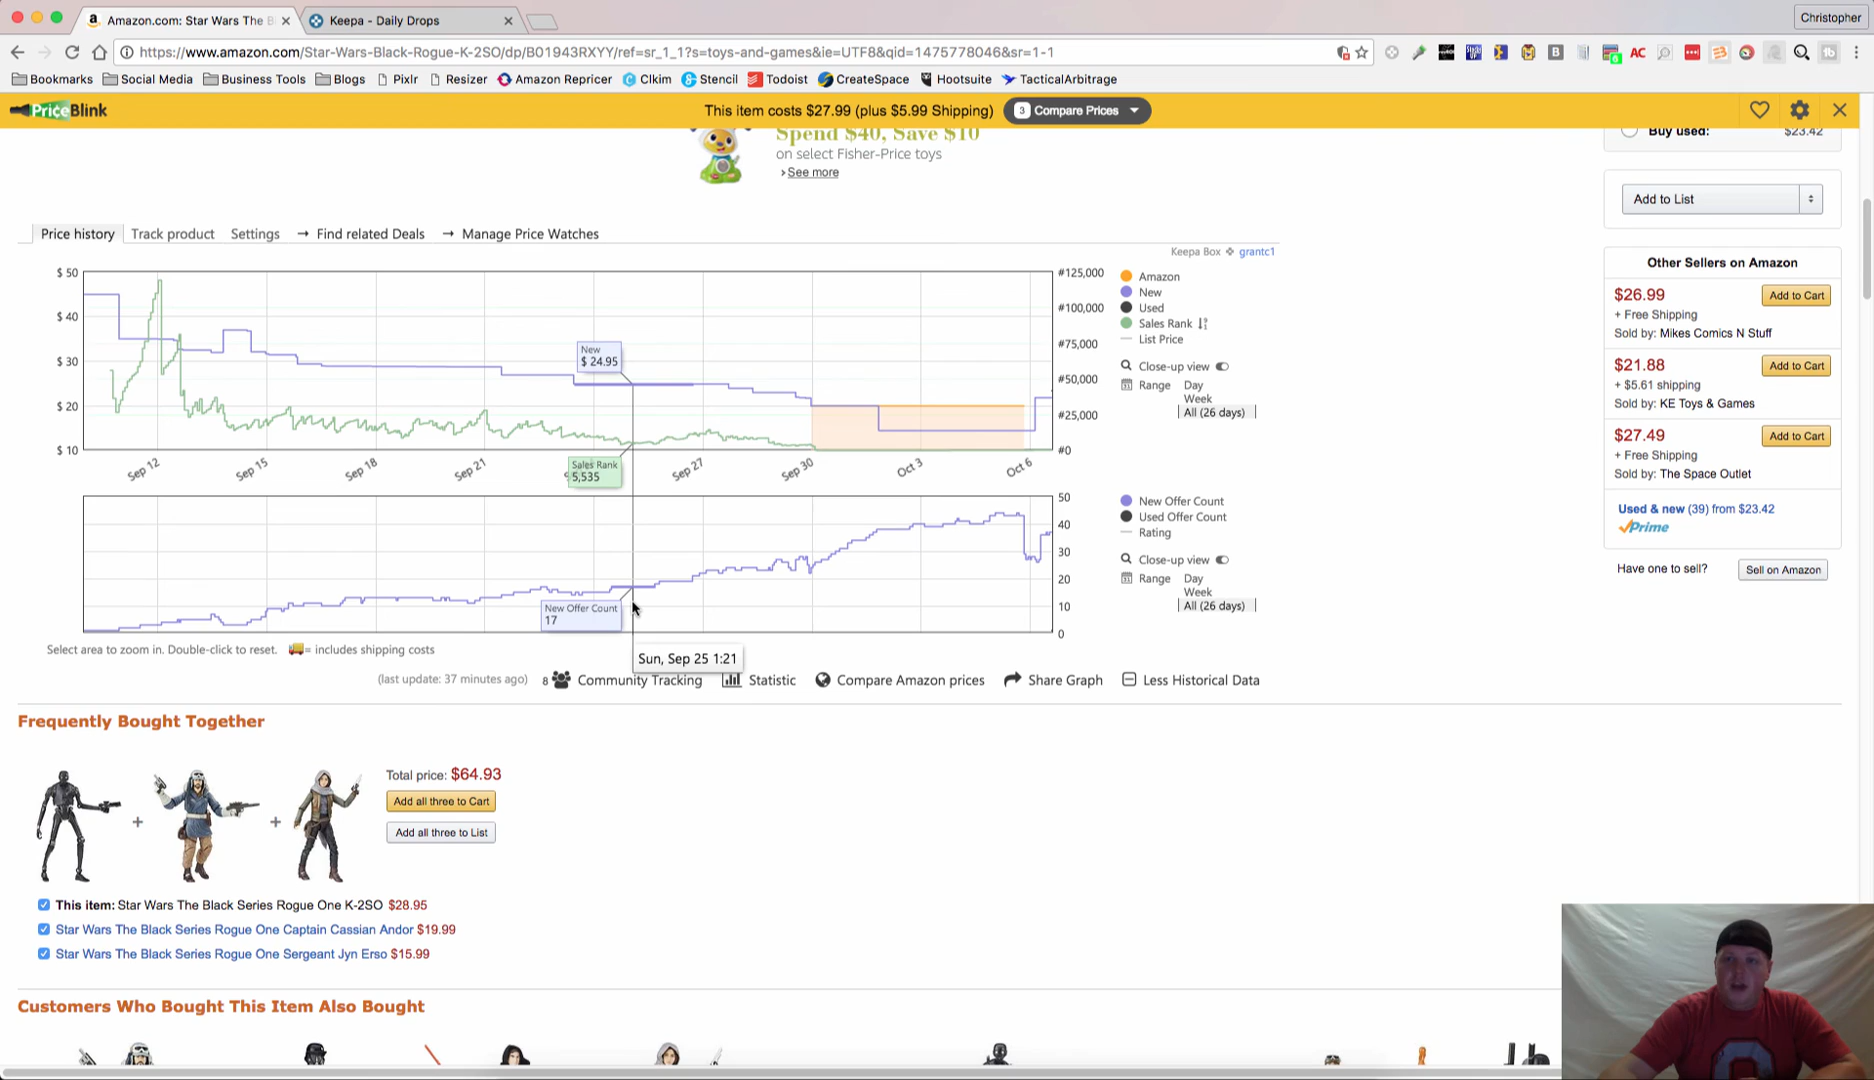 Amazon.com: Star Wars The B
Keepa - Daily Drops
Christopher
https://www.amazon.com/Star-Wars-Black-Rogue-K-2SO/dp/B01943RXYY/ref=sr_1_1?s=toys-and-games&ie=UTF8&qid=1475778046&sr=1-1
Bookmarks Social Media Business Tools Blogs Pixlr Resizer Amazon Repricer Clkim Stencil Todoist CreateSpace Hootsuite TacticalArbitrage
PriceBlink
This item costs $27.99 (plus $5.99 Shipping)
3 Compare Prices
Spend $40, Save $10
on select Fisher-Price toys
›See more
Buy used: $23.42
Add to List
Price history Track product Settings → Find related Deals → Manage Price Watches
Keepa Box grantc1
$ 50
$ 40
$ 30
$ 20
$ 10
#125,000
#100,000
#75,000
#50,000
#25,000
#0
New
$ 24.95
Sales Rank
5,535
Sep 12
Sep 15
Sep 18
Sep 21
Sep 27
Sep 30
Oct 3
Oct 6
Amazon
New
Used
Sales Rank
List Price
Close-up view
Range Day
Week
All (26 days)
50
40
30
20
10
0
New Offer Count
17
Sun, Sep 25 1:21
New Offer Count
Used Offer Count
Rating
Close-up view
Range Day
Week
All (26 days)
Select area to zoom in. Double-click to reset. = includes shipping costs
(last update: 37 minutes ago) 8 Community Tracking Statistic Compare Amazon prices Share Graph Less Historical Data
Other Sellers on Amazon
$26.99 Add to Cart
+ Free Shipping
Sold by: Mikes Comics N Stuff
$21.88 Add to Cart
+ $5.61 shipping
Sold by: KE Toys & Games
$27.49 Add to Cart
+ Free Shipping
Sold by: The Space Outlet
Used & new (39) from $23.42
Prime
Have one to sell? Sell on Amazon
Frequently Bought Together
+ +
Total price: $64.93
Add all three to Cart
Add all three to List
This item: Star Wars The Black Series Rogue One K-2SO $28.95
Star Wars The Black Series Rogue One Captain Cassian Andor $19.99
Star Wars The Black Series Rogue One Sergeant Jyn Erso $15.99
Customers Who Bought This Item Also Bought